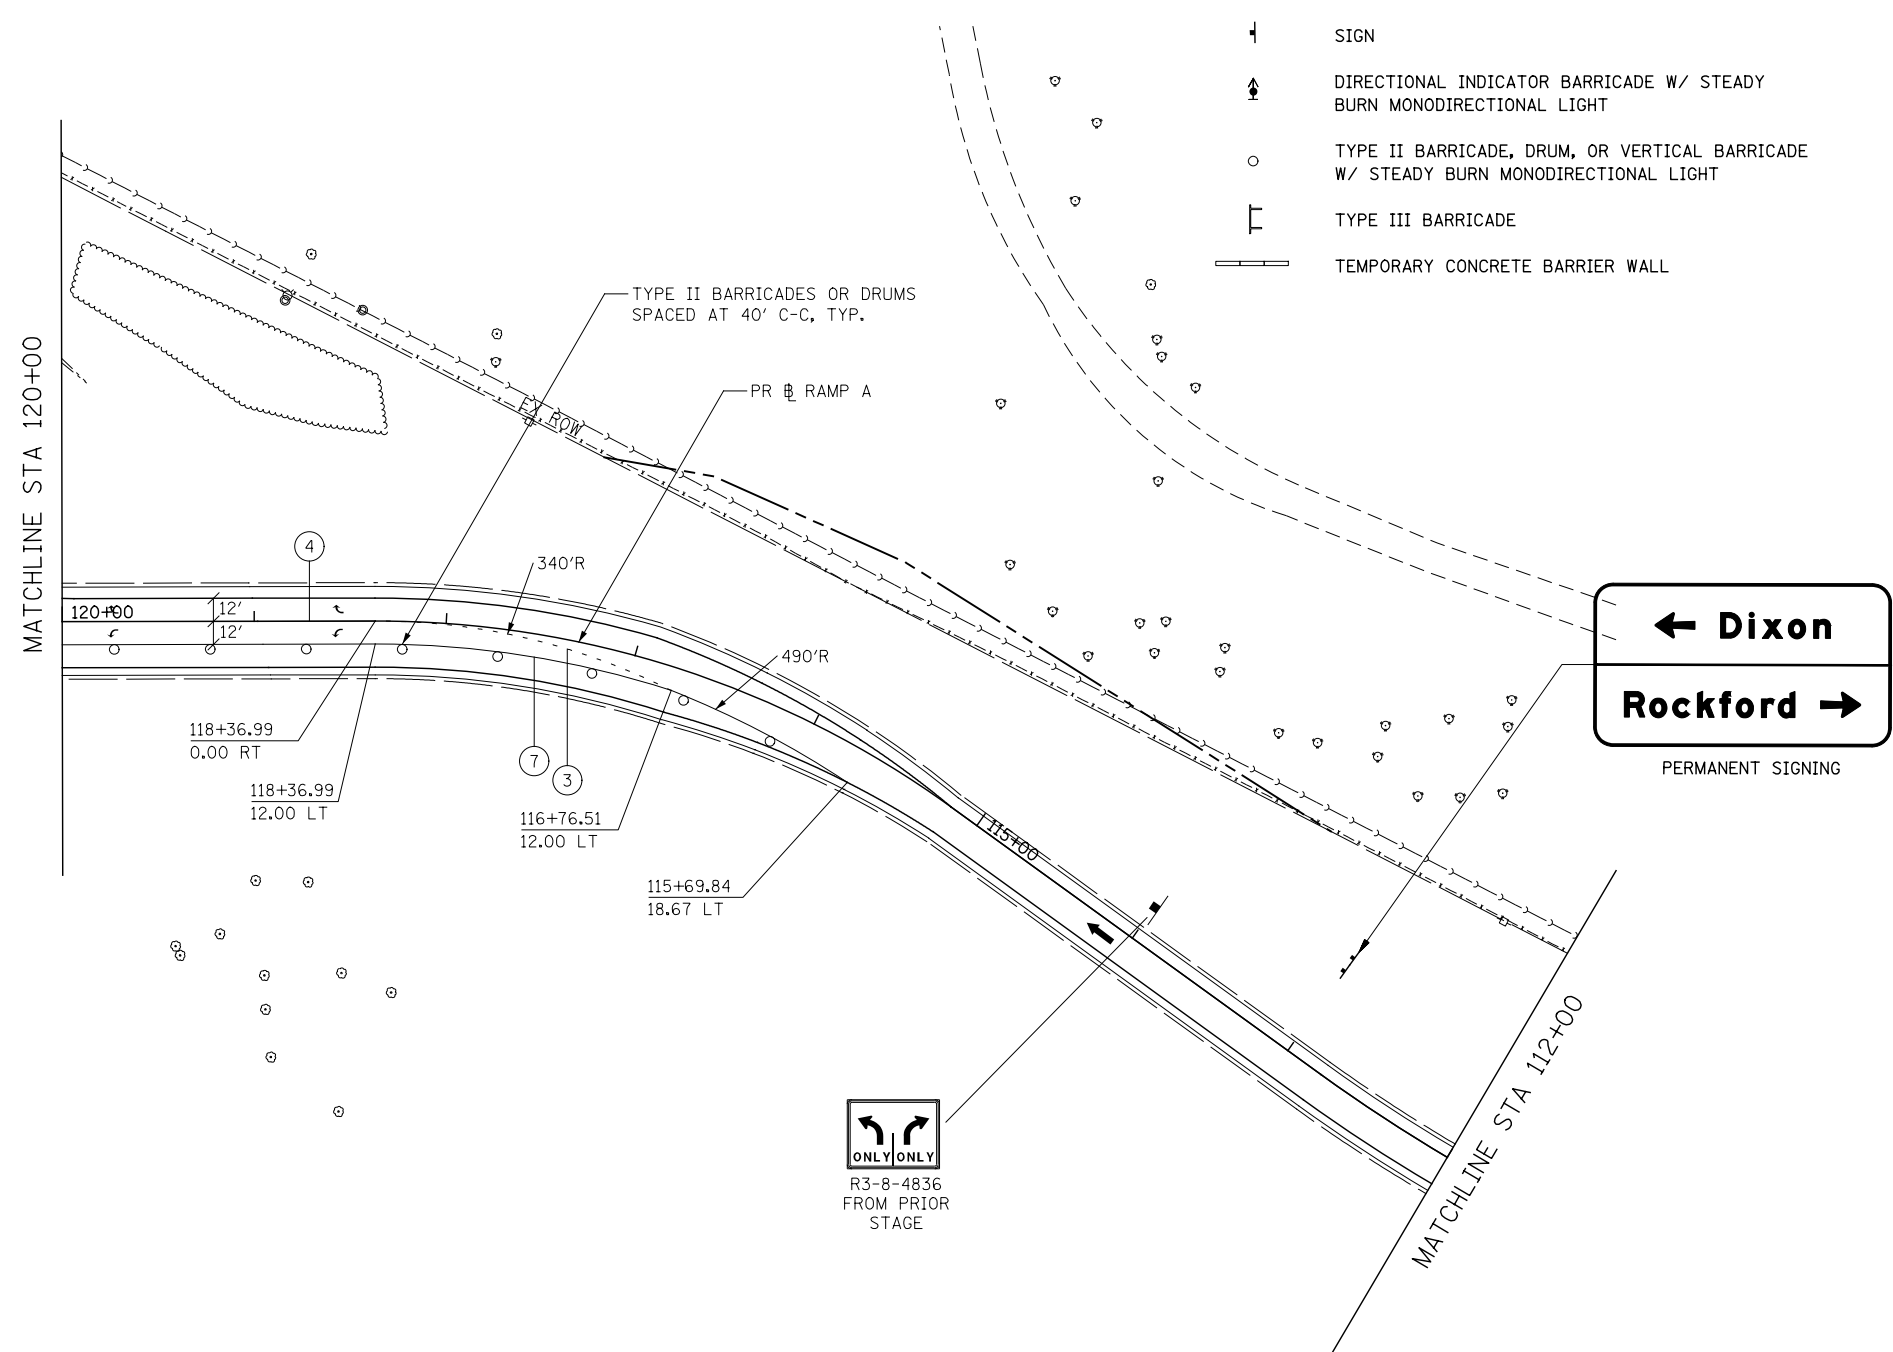 SIGN
DIRECTIONAL INDICATOR BARRICADE W/ STEADY
BURN MONODIRECTIONAL LIGHT
TYPE II BARRICADE, DRUM, OR VERTICAL BARRICADE
W/ STEADY BURN MONODIRECTIONAL LIGHT
TYPE III BARRICADE
TEMPORARY CONCRETE BARRIER WALL
TYPE II BARRICADES OR DRUMS
SPACED AT 40' C-C, TYP.
PR ℄ RAMP A
EX ROW
MATCHLINE STA 120+00
4
340'R
120+00
12'
12'
490'R
← Dixon
Rockford →
PERMANENT SIGNING
118+36.99
0.00 RT
7
3
118+36.99
12.00 LT
116+76.51
12.00 LT
115+00
115+69.84
18.67 LT
MATCHLINE STA 112+00
ONLY ONLY
R3-8-4836
FROM PRIOR
STAGE